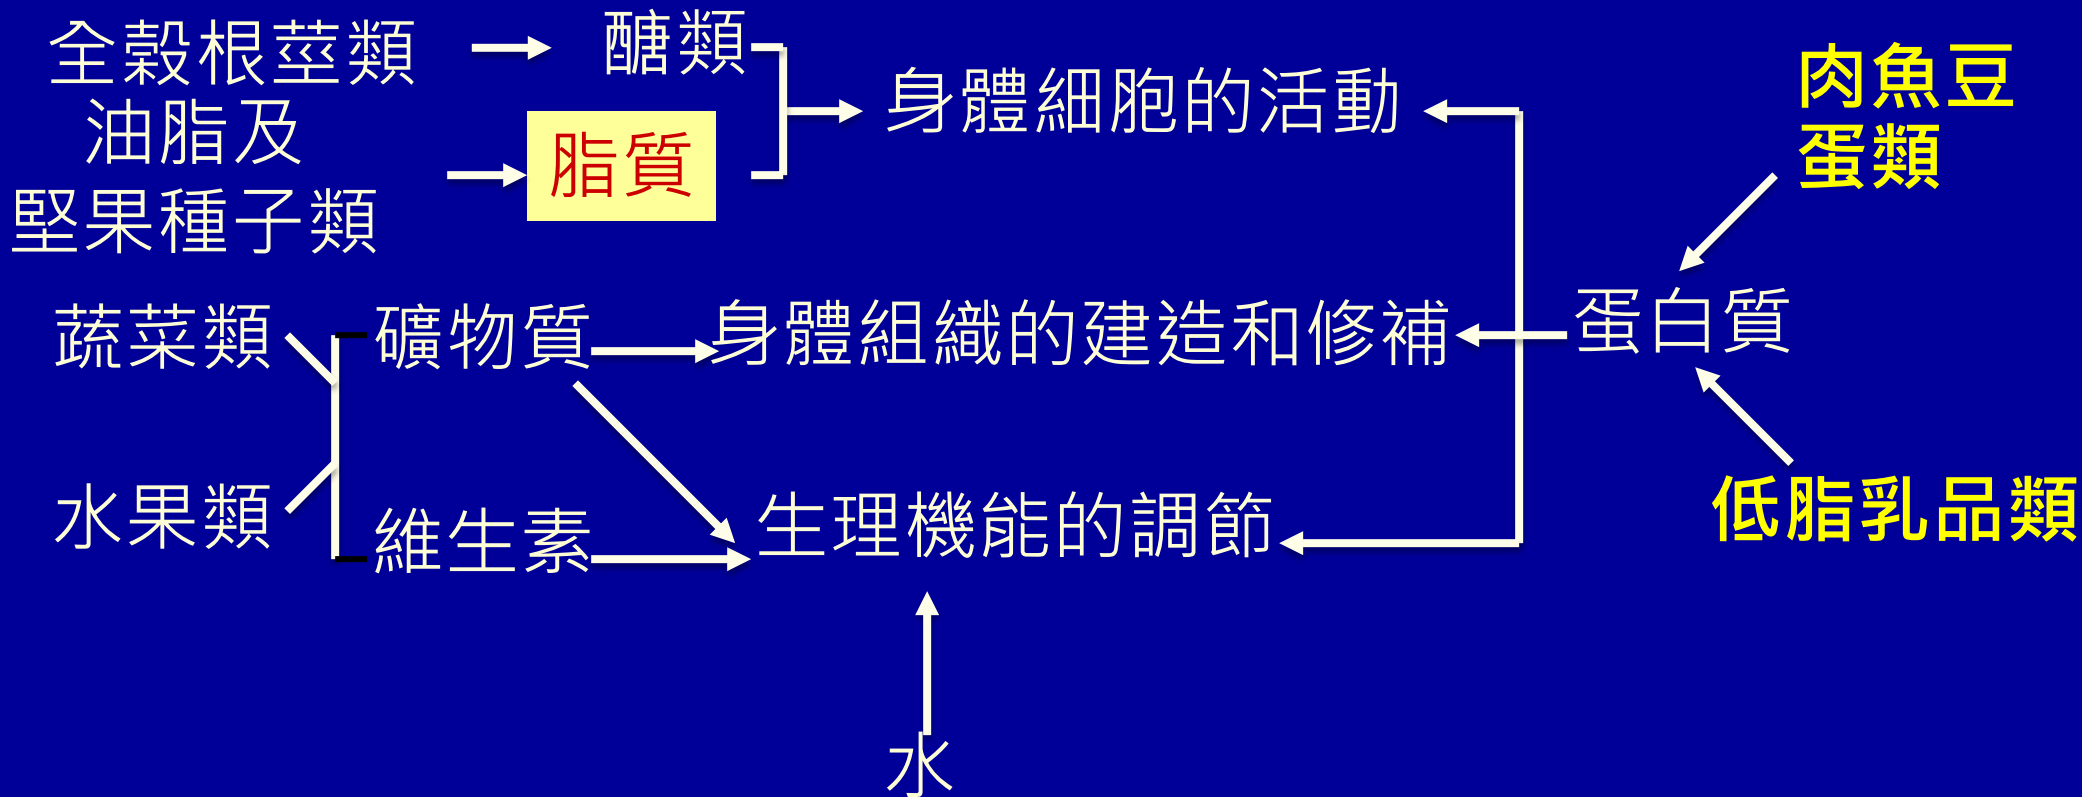 全穀根莖類
醣類
油脂及
堅果種子類
脂質
身體細胞的活動
肉魚豆
蛋類
蔬菜類
礦物質
身體組織的建造和修補
蛋白質
水果類
維生素
生理機能的調節
低脂乳品類
水